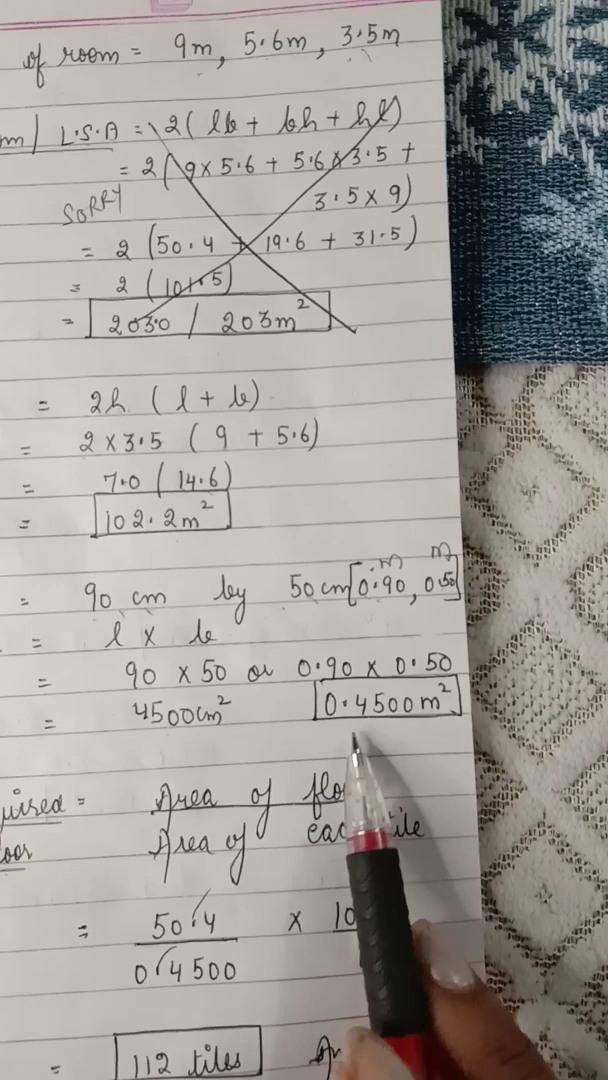 of room = 9m, 5.6m, 3.5m
L.S.A = 2( lb + bh + hl)
= 2 ( 9 x 5.6 + 5.6 x 3.5 +
3.5 x 9)
SORRY
= 2 (50.4 + 19.6 + 31.5)
= 2 (101.5)
= 203.0 / 203m²
= 2h ( l + b)
= 2 x 3.5 ( 9 + 5.6)
= 7.0 ( 14.6)
= 102.2m²
= 90 cm by 50cm [0.90 m, 0.50 m]
= l x b
= 90 x 50 or 0.90 x 0.50
= 4500cm² 0.4500m²
= Area of
Area of tile
= 50.4 / 0.4500 x 10
= 112 tiles